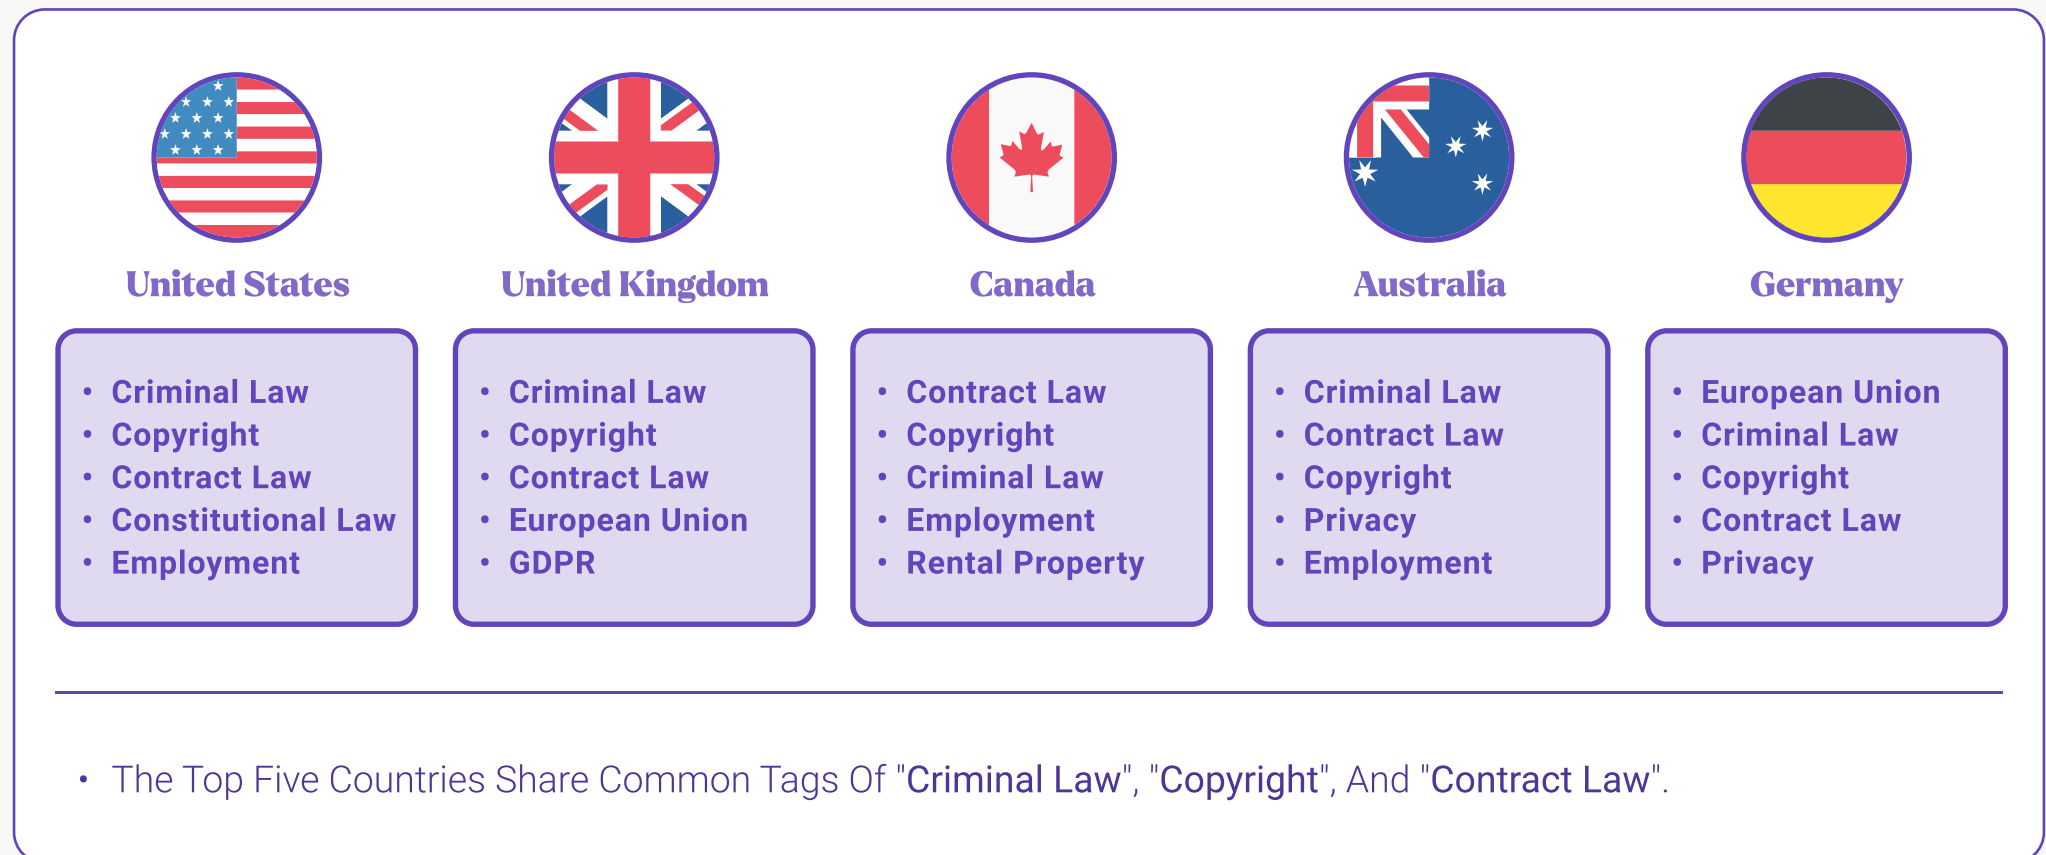 United States
• Criminal Law
• Copyright
• Contract Law
• Constitutional Law
• Employment
United Kingdom
• Criminal Law
• Copyright
• Contract Law
• European Union
• GDPR
Canada
• Contract Law
• Copyright
• Criminal Law
• Employment
• Rental Property
Australia
• Criminal Law
• Contract Law
• Copyright
• Privacy
• Employment
Germany
• European Union
• Criminal Law
• Copyright
• Contract Law
• Privacy
• The Top Five Countries Share Common Tags Of "Criminal Law", "Copyright", And "Contract Law".